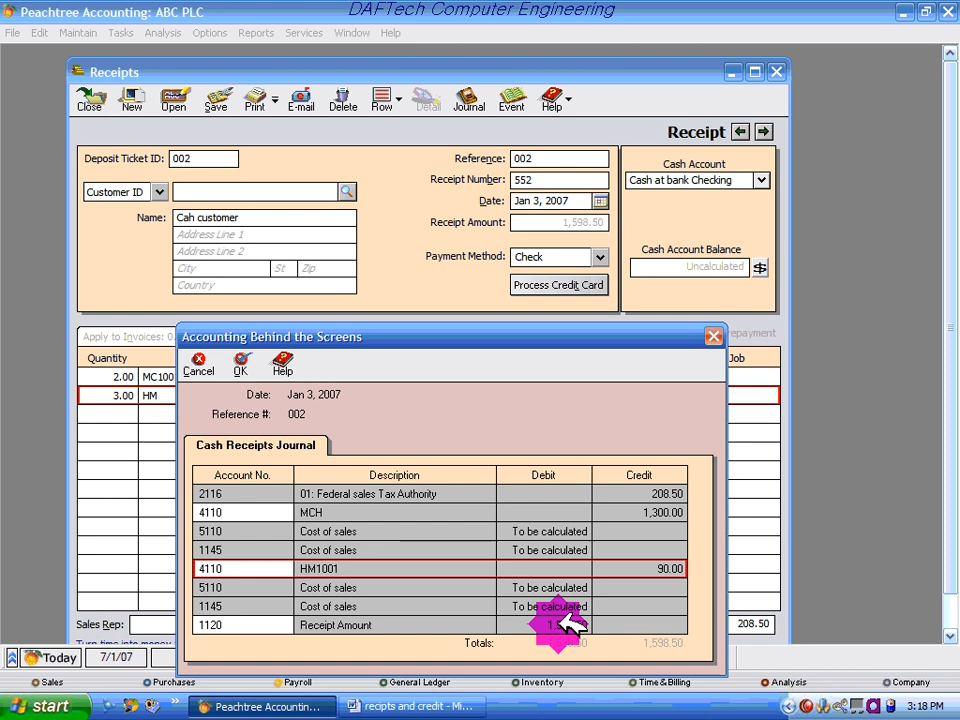 Peachtree Accounting: ABC PLC
DAFTech Computer Engineering
File Edit Maintain Tasks Analysis Options Reports Services Window Help
Receipts
Close New Open Save Print E-mail Delete Row Detail Journal Event Help
Receipt
Deposit Ticket ID: 002
Customer ID
Name: Cah customer
Address Line 1
Address Line 2
City St Zip
Country
Reference: 002
Receipt Number: 552
Date: Jan 3, 2007
Receipt Amount: 1,598.50
Payment Method: Check
Process Credit Card
Cash Account
Cash at bank Checking
Cash Account Balance
Uncalculated
Apply to Invoices: 0.
repayment
Quantity Job
2.00 MC100
3.00 HM
Accounting Behind the Screens
Cancel OK Help
Date: Jan 3, 2007
Reference #: 002
Cash Receipts Journal
Account No. Description Debit Credit
2116 01: Federal sales Tax Authority 208.50
4110 MCH 1,300.00
5110 Cost of sales To be calculated
1145 Cost of sales To be calculated
4110 HM1001 90.00
5110 Cost of sales To be calculated
1145 Cost of sales To be calculated
1120 Receipt Amount
Totals: 1,598.50
Sales Rep: 208.50
Turn time into money
Today 7/1/07
Sales Purchases Payroll General Ledger Inventory Time & Billing Analysis Company
start Peachtree Accountin... recipts and credit - Mi... 3:18 PM